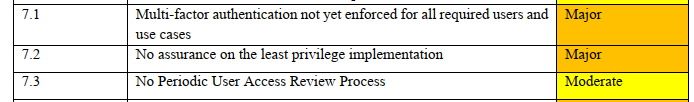 7.1 Multi-factor authentication not yet enforced for all required users and Major
use cases
7.2 No assurance on the least privilege implementation Major
7.3 No Periodic User Access Review Process Moderate